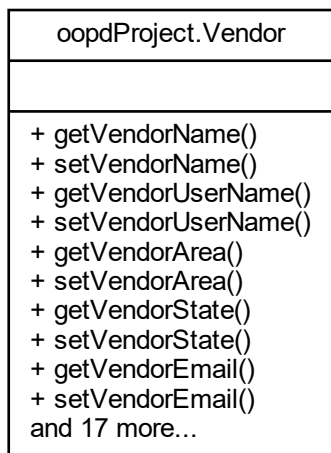 oopdProject.Vendor
+ getVendorName()
+ setVendorName()
+ getVendorUserName()
+ setVendorUserName()
+ getVendorArea()
+ setVendorArea()
+ getVendorState()
+ setVendorState()
+ getVendorEmail()
+ setVendorEmail()
and 17 more...